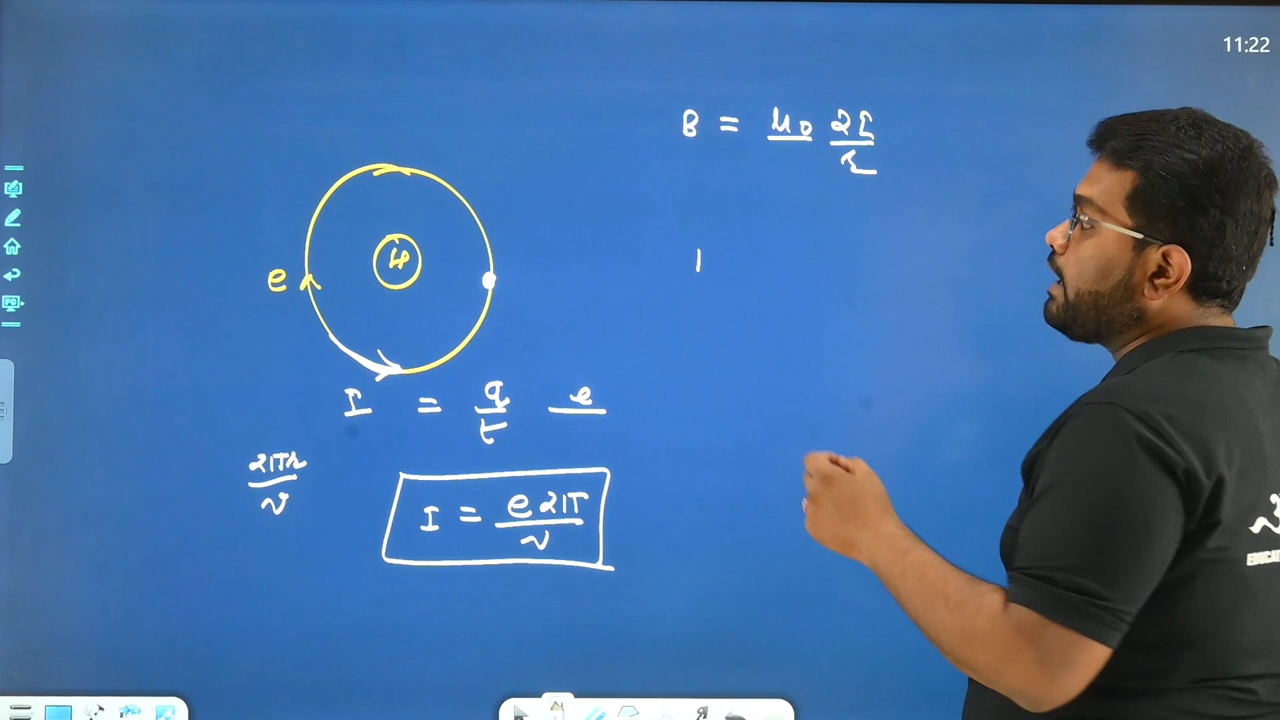 11:22
B = μ0 2I/r
H
e
I = q/t e
2πr/v
I = e2π/v